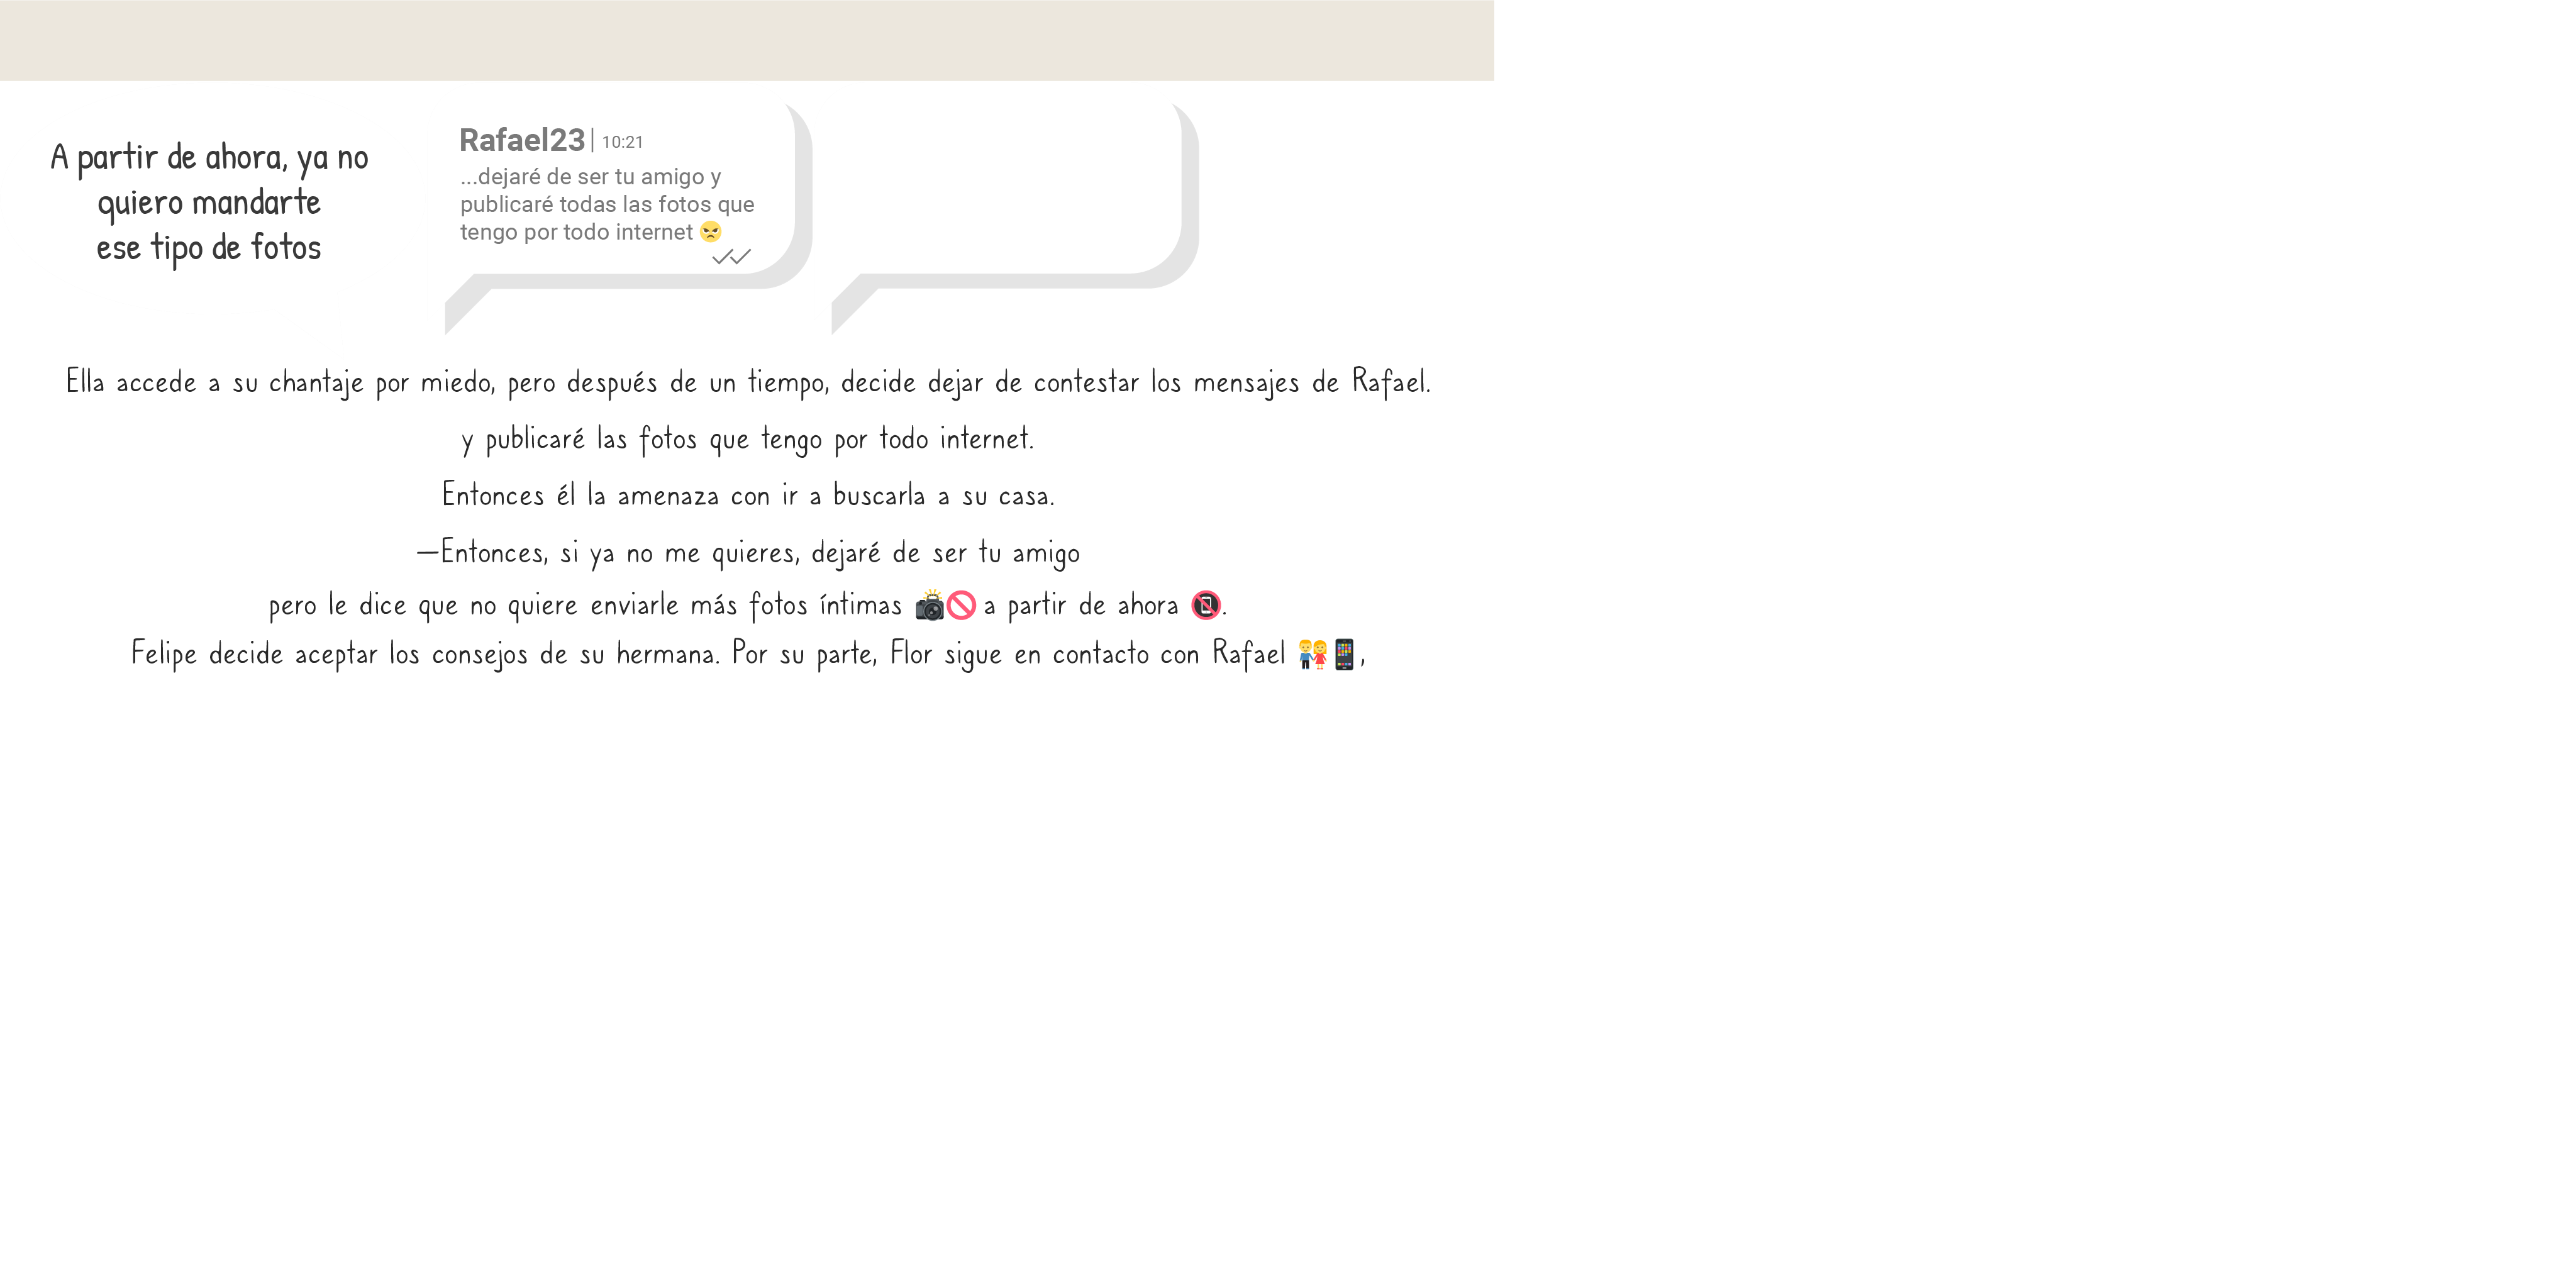 A partir de ahora, ya no
quiero mandarte
ese tipo de fotos
Rafael23| 10:21
...dejaré de ser tu amigo y
publicaré todas las fotos que
tengo por todo internet 😠
Ella accede a su chantaje por miedo, pero después de un tiempo, decide dejar de contestar los mensajes de Rafael.
y publicaré las fotos que tengo por todo internet.
Entonces él la amenaza con ir a buscarla a su casa.
—Entonces, si ya no me quieres, dejaré de ser tu amigo
pero le dice que no quiere enviarle más fotos íntimas 📸🚫 a partir de ahora 📵.
Felipe decide aceptar los consejos de su hermana. Por su parte, Flor sigue en contacto con Rafael 👫📱,